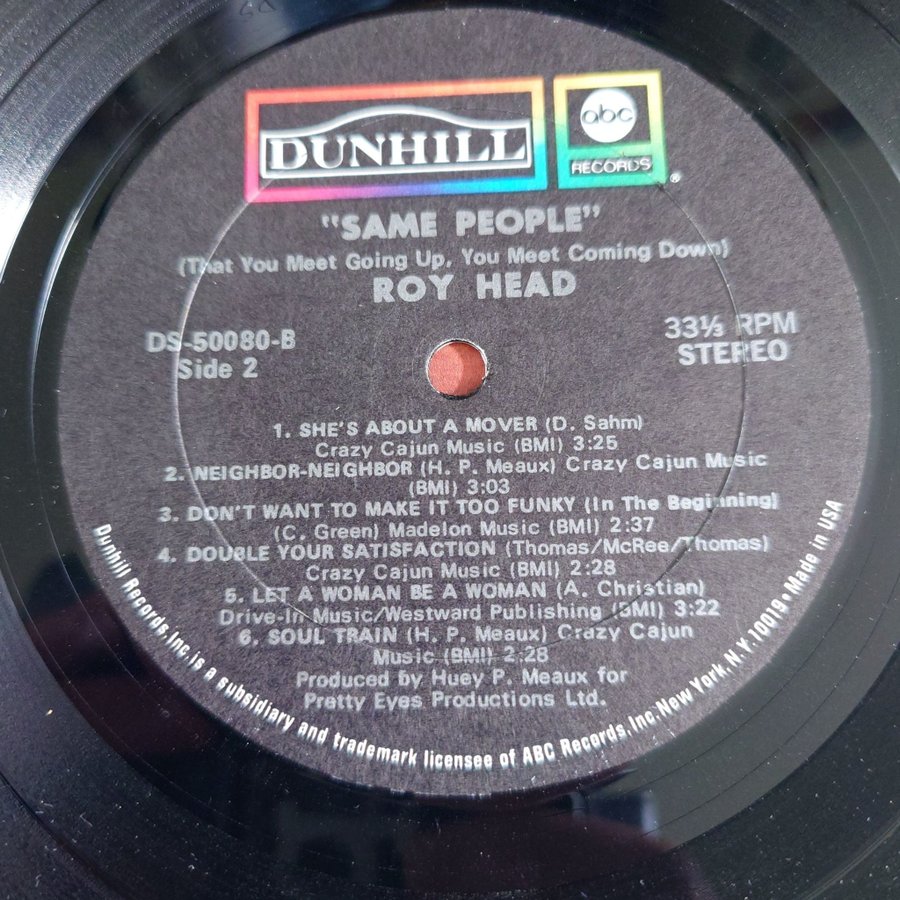 DUNHILL
abc
RECORDS
®
"SAME PEOPLE"
(That You Meet Going Up, You Meet Coming Down)
ROY HEAD
DS-50080-B
Side 2
33⅓ RPM
STEREO
1. SHE'S ABOUT A MOVER (D. Sahm)
Crazy Cajun Music (BMI) 3:25
2. NEIGHBOR-NEIGHBOR (H. P. Meaux) Crazy Cajun Music
(BMI) 3:03
3. DON'T WANT TO MAKE IT TOO FUNKY (In The Beginning)
(C. Green) Madelon Music (BMI) 2:37
4. DOUBLE YOUR SATISFACTION (Thomas/McRee/Thomas)
Crazy Cajun Music (BMI) 2:28
5. LET A WOMAN BE A WOMAN (A. Christian)
Drive-In Music/Westward Publishing (BMI) 3:22
6. SOUL TRAIN (H. P. Meaux) Crazy Cajun
Music (BMI) 2:28
Produced by Huey P. Meaux for
Pretty Eyes Productions Ltd.
Dunhill Records, Inc. is a subsidiary and trademark licensee of ABC Records, Inc. New York, N.Y. 10019 • Made in USA